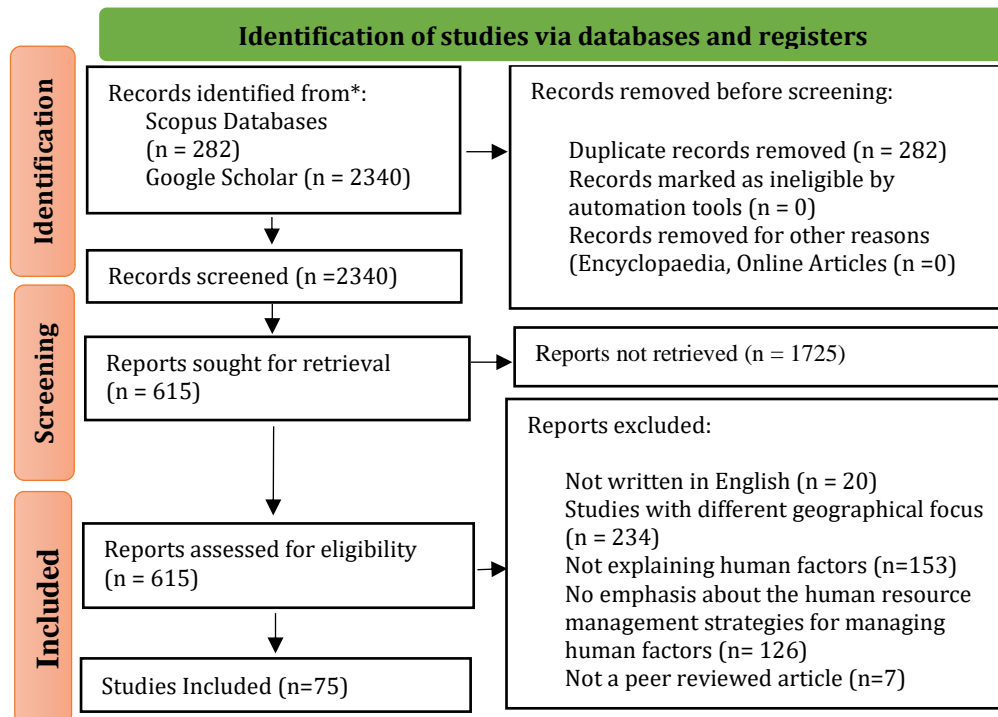 Identification of studies via databases and registers
Identification
Records identified from*:
Scopus Databases
(n = 282)
Google Scholar (n = 2340)
Records removed before screening:
Duplicate records removed (n = 282)
Records marked as ineligible by
automation tools (n = 0)
Records removed for other reasons
(Encyclopaedia, Online Articles (n =0)
Records screened (n =2340)
Screening
Reports sought for retrieval
(n = 615)
Reports not retrieved (n = 1725)
Reports assessed for eligibility
(n = 615)
Reports excluded:
Not written in English (n = 20)
Studies with different geographical focus
(n = 234)
Not explaining human factors (n=153)
No emphasis about the human resource
management strategies for managing
human factors (n= 126)
Not a peer reviewed article (n=7)
Included
Studies Included (n=75)